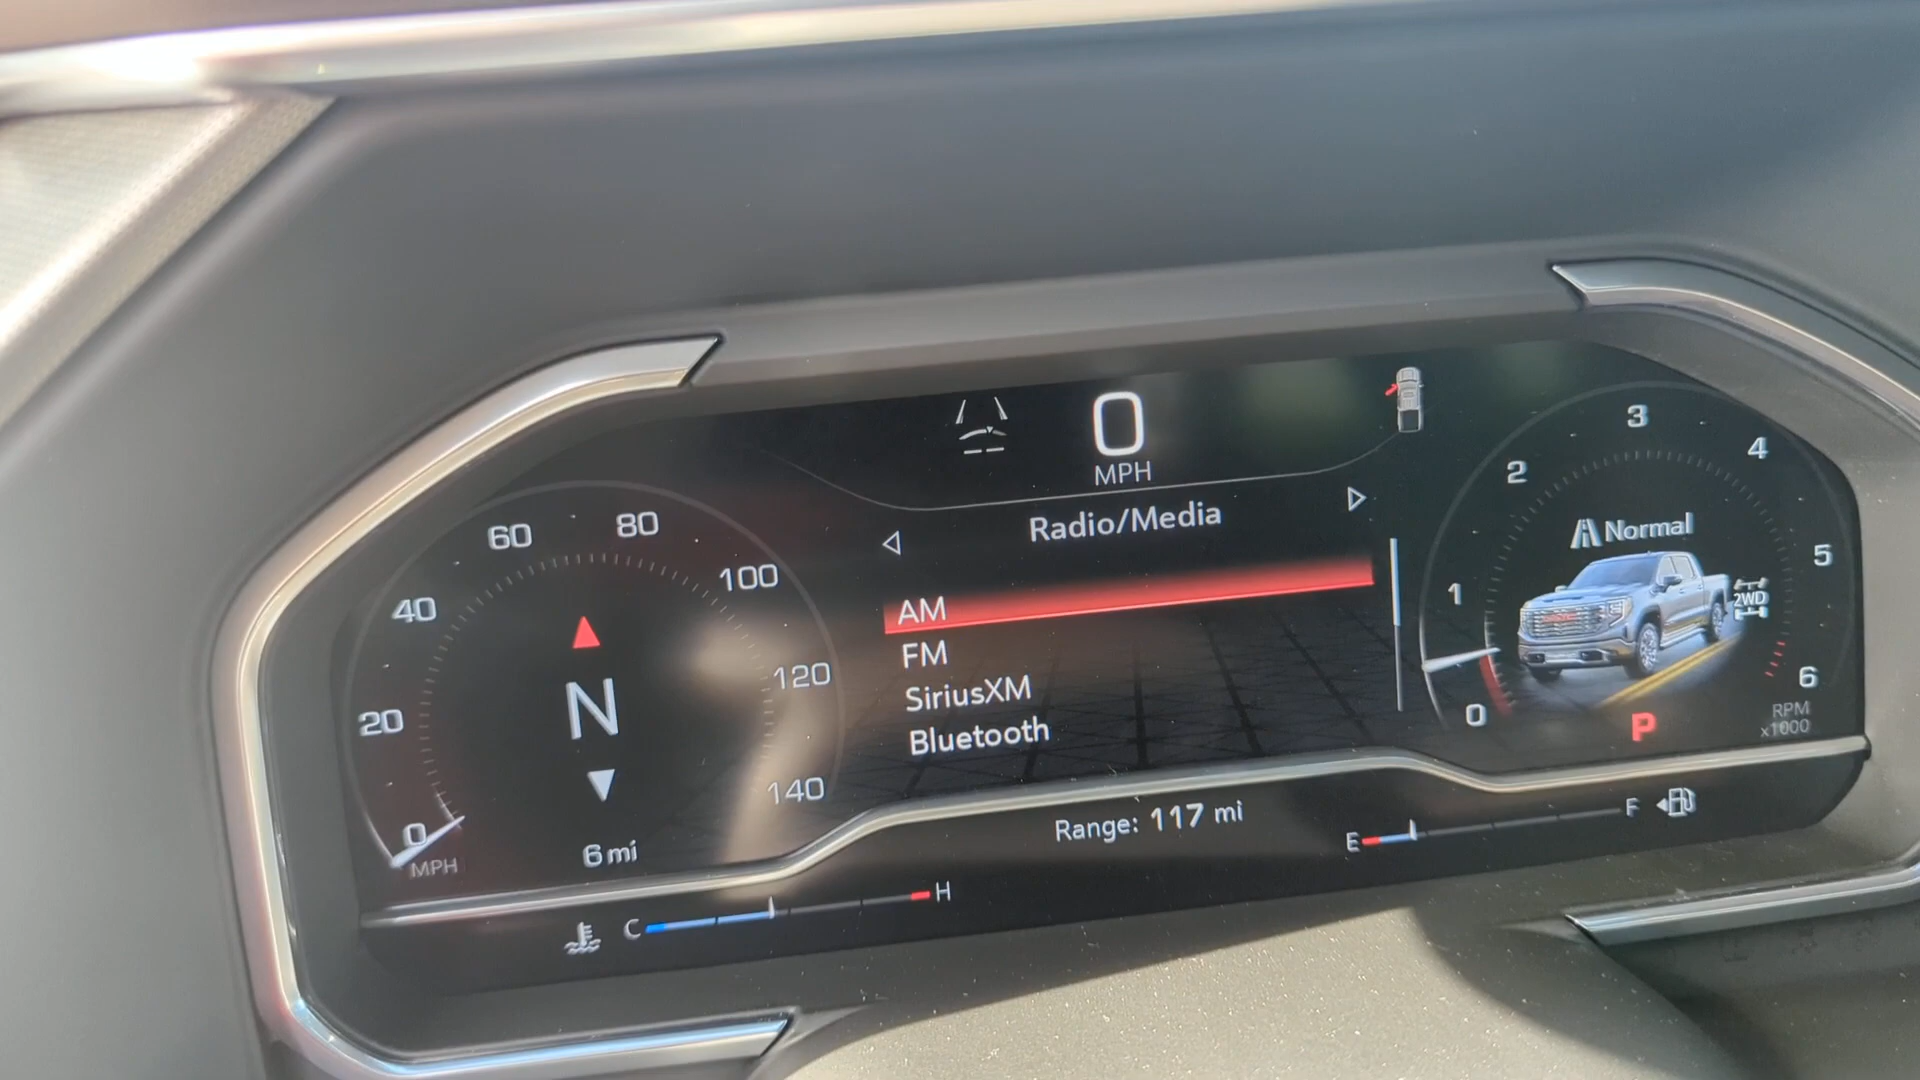 0
MPH
Radio/Media
AM
FM
SiriusXM
Bluetooth
0
20
40
60
80
100
120
140
MPH
N
6 mi
0
1
2
3
4
5
6
RPM
x1000
Normal
2WD
P
Range: 117 mi
C
H
E
F